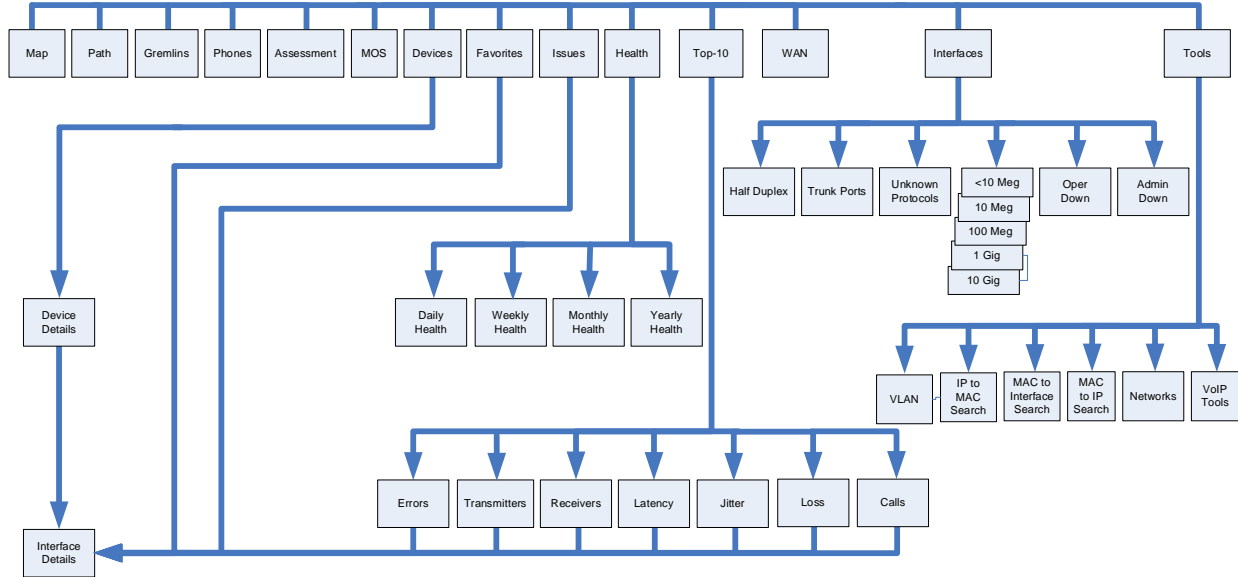 Map
Path
Gremlins
Phones
Assessment
MOS
Devices
Favorites
Issues
Health
Top-10
WAN
Interfaces
Tools
Half Duplex
Trunk Ports
Unknown
Protocols
<10 Meg
10 Meg
100 Meg
1 Gig
10 Gig
Oper
Down
Admin
Down
Device
Details
Daily
Health
Weekly
Health
Monthly
Health
Yearly
Health
VLAN
IP to
MAC
Search
MAC to
Interface
Search
MAC
to IP
Search
Networks
VoIP
Tools
Errors
Transmitters
Receivers
Latency
Jitter
Loss
Calls
Interface
Details